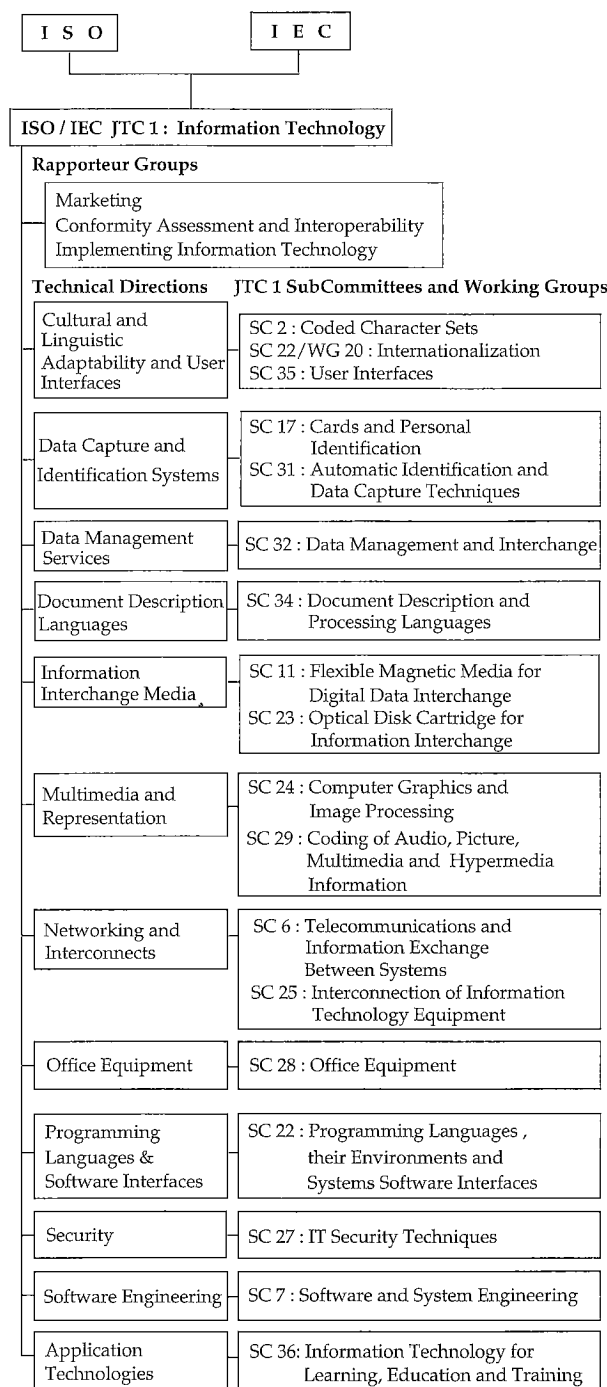 I S O
I E C
ISO / IEC JTC 1 : Information Technology
Rapporteur Groups
Marketing
Conformity Assessment and Interoperability
Implementing Information Technology
Technical Directions
JTC 1 SubCommittees and Working Groups
Cultural and
Linguistic
Adaptability and User
Interfaces
SC 2 : Coded Character Sets
SC 22/WG 20 : Internationalization
SC 35 : User Interfaces
Data Capture and
Identification Systems
SC 17 : Cards and Personal
Identification
SC 31 : Automatic Identification and
Data Capture Techniques
Data Management
Services
SC 32 : Data Management and Interchange
Document Description
Languages
SC 34 : Document Description and
Processing Languages
Information
Interchange Media
SC 11 : Flexible Magnetic Media for
Digital Data Interchange
SC 23 : Optical Disk Cartridge for
Information Interchange
Multimedia and
Representation
SC 24 : Computer Graphics and
Image Processing
SC 29 : Coding of Audio, Picture,
Multimedia and Hypermedia
Information
Networking and
Interconnects
SC 6 : Telecommunications and
Information Exchange
Between Systems
SC 25 : Interconnection of Information
Technology Equipment
Office Equipment
SC 28 : Office Equipment
Programming
Languages &
Software Interfaces
SC 22 : Programming Languages ,
their Environments and
Systems Software Interfaces
Security
SC 27 : IT Security Techniques
Software Engineering
SC 7 : Software and System Engineering
Application
Technologies
SC 36: Information Technology for
Learning, Education and Training